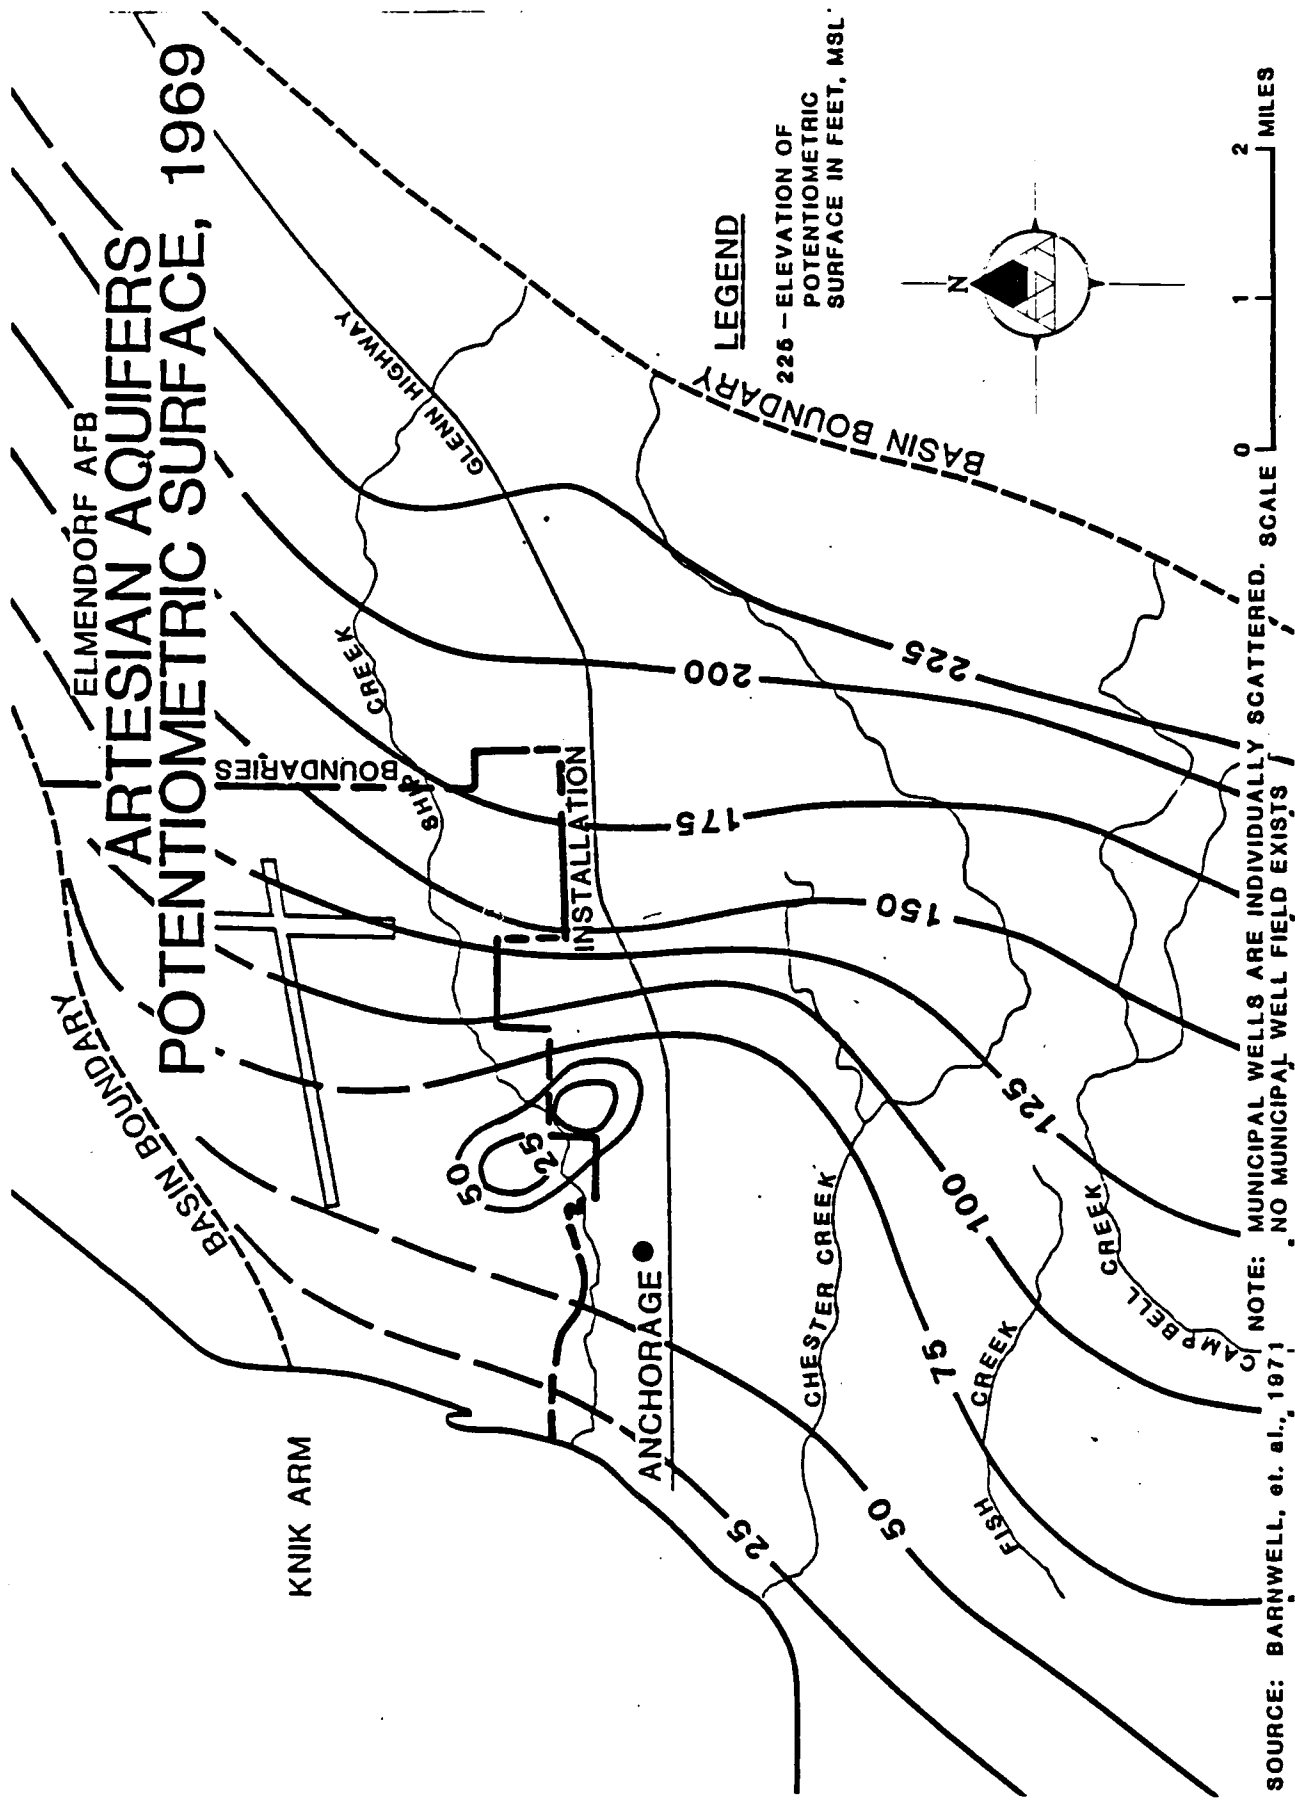 ARTESIAN AQUIFERS
POTENTIOMETRIC SURFACE, 1969
ELMENDORF AFB
BASIN BOUNDARY
KNIK ARM
BOUNDARIES
INSTALLATION
SHIP
CREEK
GLENN HIGHWAY
50
25
ANCHORAGE
200
225
175
150
125
100
75
50
25
CHESTER CREEK
FISH
CREEK
CAMPBELL
CREEK
BASIN BOUNDARY
LEGEND
225 – ELEVATION OF
POTENTIOMETRIC
SURFACE IN FEET, MSL
N
SCALE
0
1
2
MILES
SOURCE: BARNWELL, et. al., 1971
NOTE: MUNICIPAL WELLS ARE INDIVIDUALLY SCATTERED.
NO MUNICIPAL WELL FIELD EXISTS